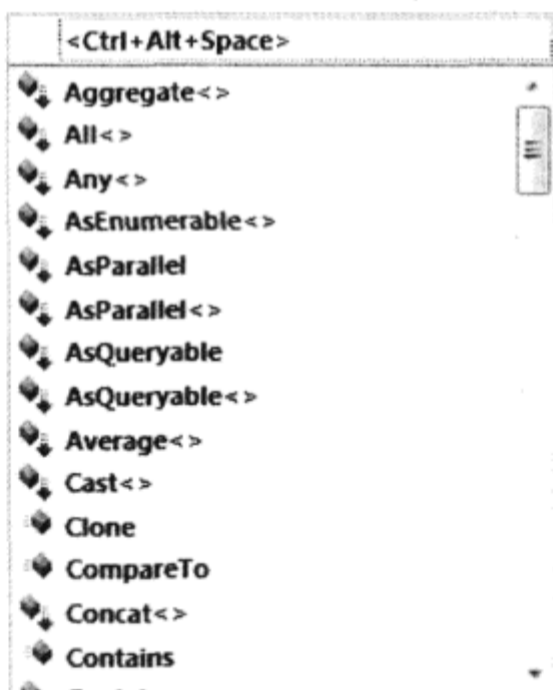 <Ctrl+Alt+Space>
Aggregate<>
All<>
Any<>
AsEnumerable<>
AsParallel
AsParallel<>
AsQueryable
AsQueryable<>
Average<>
Cast<>
Clone
CompareTo
Concat<>
Contains